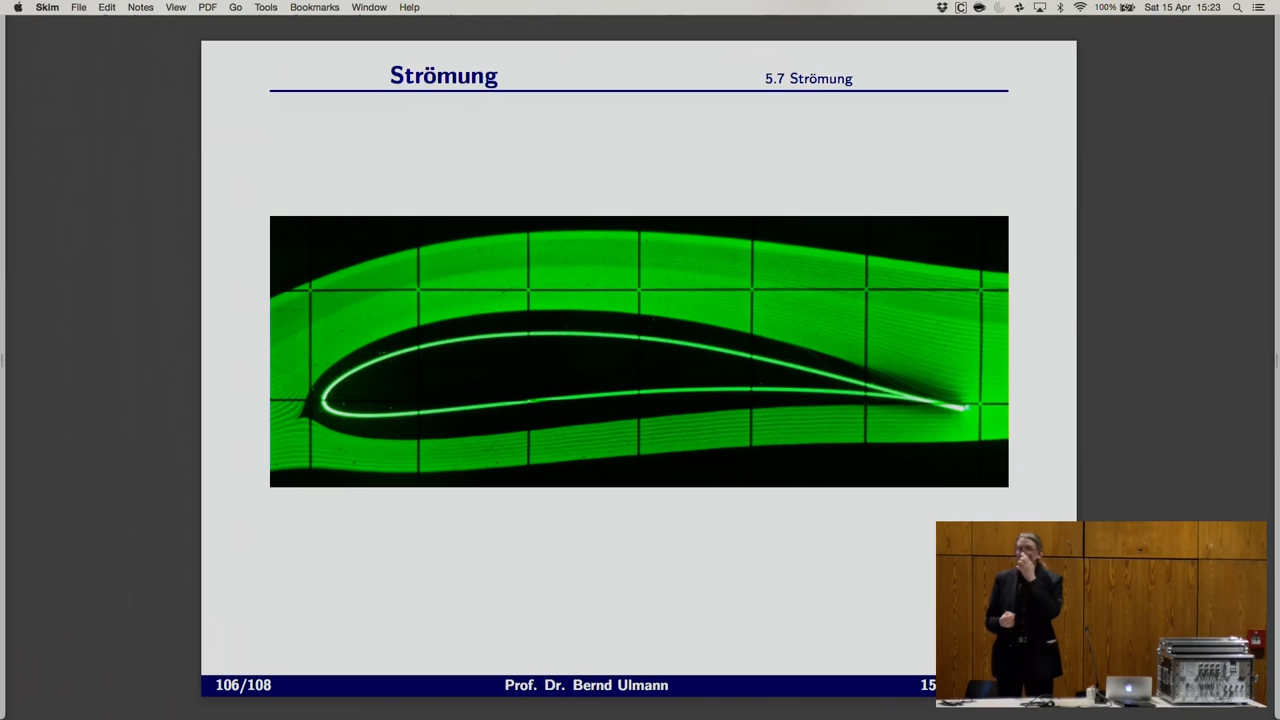 Skim File Edit Notes View PDF Go Tools Bookmarks Window Help 100% Sat 15 Apr 15:23
Strömung 5.7 Strömung
106/108 Prof. Dr. Bernd Ulmann 15